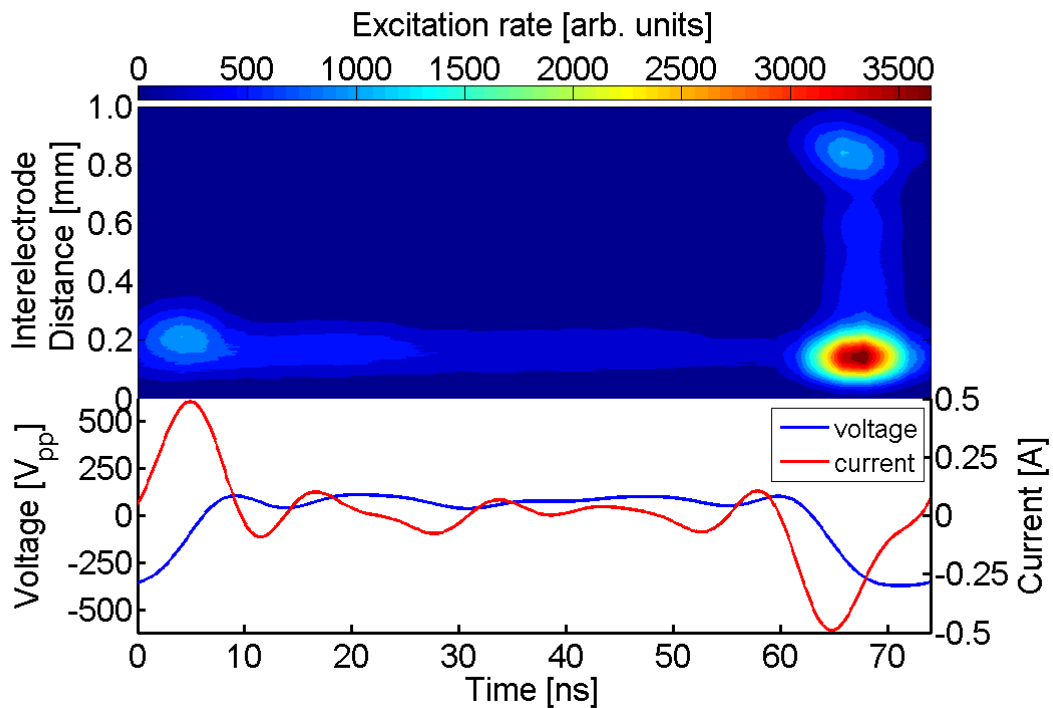 Excitation rate [arb. units]
0 500 1000 1500 2000 2500 3000 3500
Interelectrode
Distance [mm]
1.0
0.8
0.6
0.4
0.2
0
Voltage [Vpp]
500
250
0
-250
-500
voltage
current
0.5
0.25
0
-0.25
-0.5
Current [A]
0 10 20 30 40 50 60 70
Time [ns]